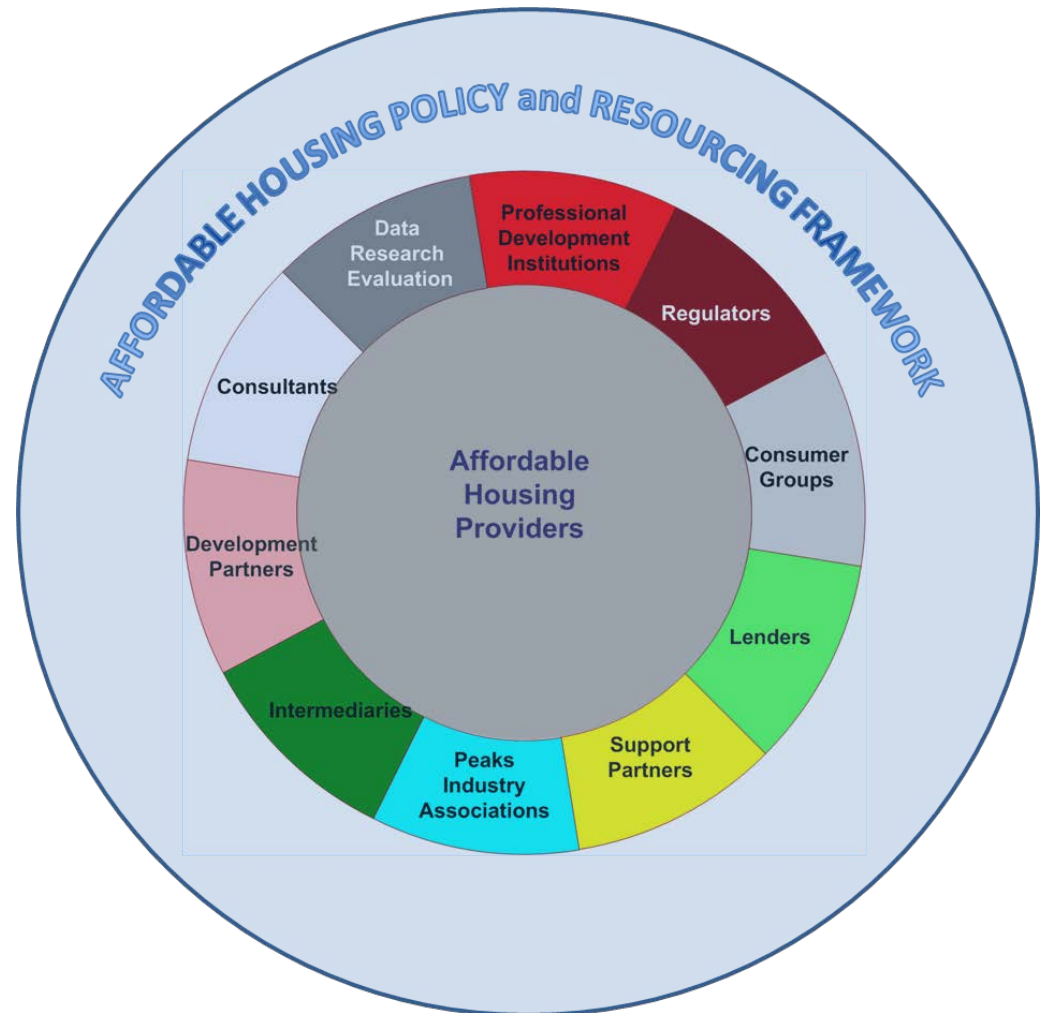 AFFORDABLE HOUSING POLICY and RESOURCING FRAMEWORK
Professional
Development
Institutions
Regulators
Consumer
Groups
Lenders
Support
Partners
Peaks
Industry
Associations
Intermediaries
Development
Partners
Consultants
Data
Research
Evaluation
Affordable
Housing
Providers